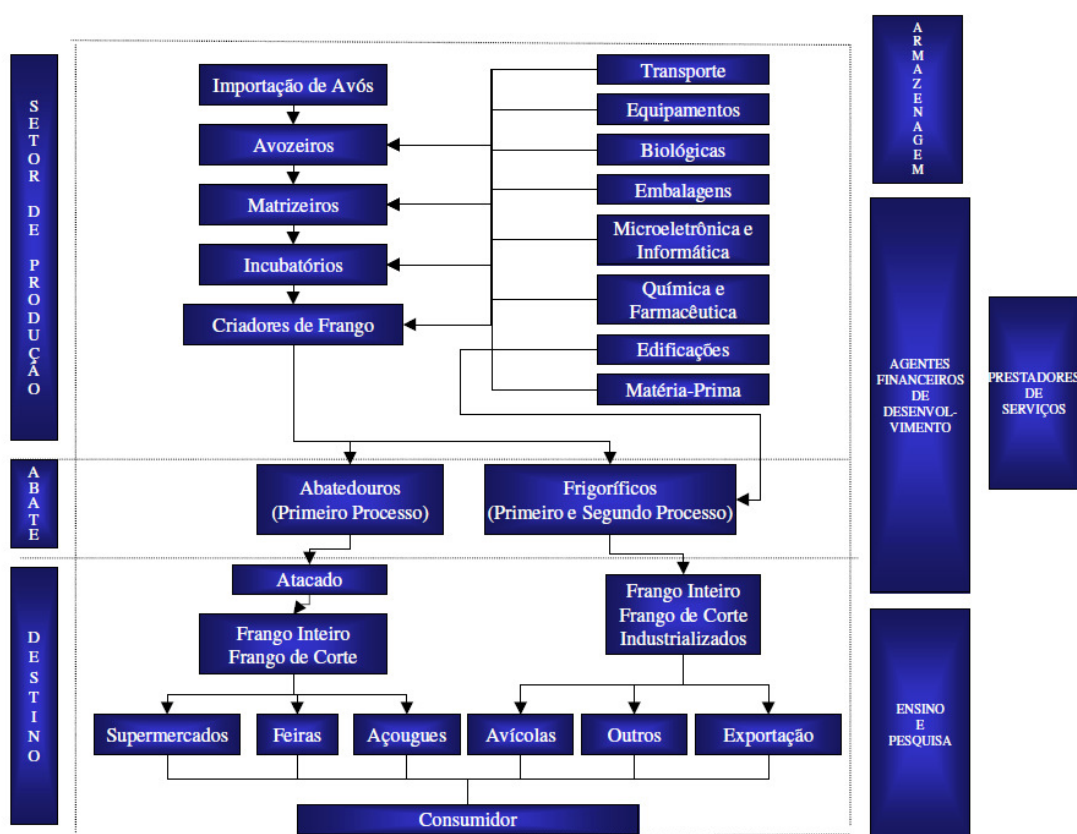 SETOR DE PRODUÇÃO
Importação de Avós
Avozeiros
Matrizeiros
Incubatórios
Criadores de Frango
Transporte
Equipamentos
Biológicas
Embalagens
Microeletrônica e
Informática
Química e
Farmacêutica
Edificações
Matéria-Prima
ARMAZENAGEM
AGENTES
FINANCEIROS
DE
DESENVOL-
VIMENTO
PRESTADORES
DE
SERVIÇOS
ABATE
Abatedouros
(Primeiro Processo)
Frigoríficos
(Primeiro e Segundo Processo)
DESTINO
Atacado
Frango Inteiro
Frango de Corte
Frango Inteiro
Frango de Corte
Industrializados
Supermercados
Feiras
Açougues
Avícolas
Outros
Exportação
Consumidor
ENSINO
E
PESQUISA